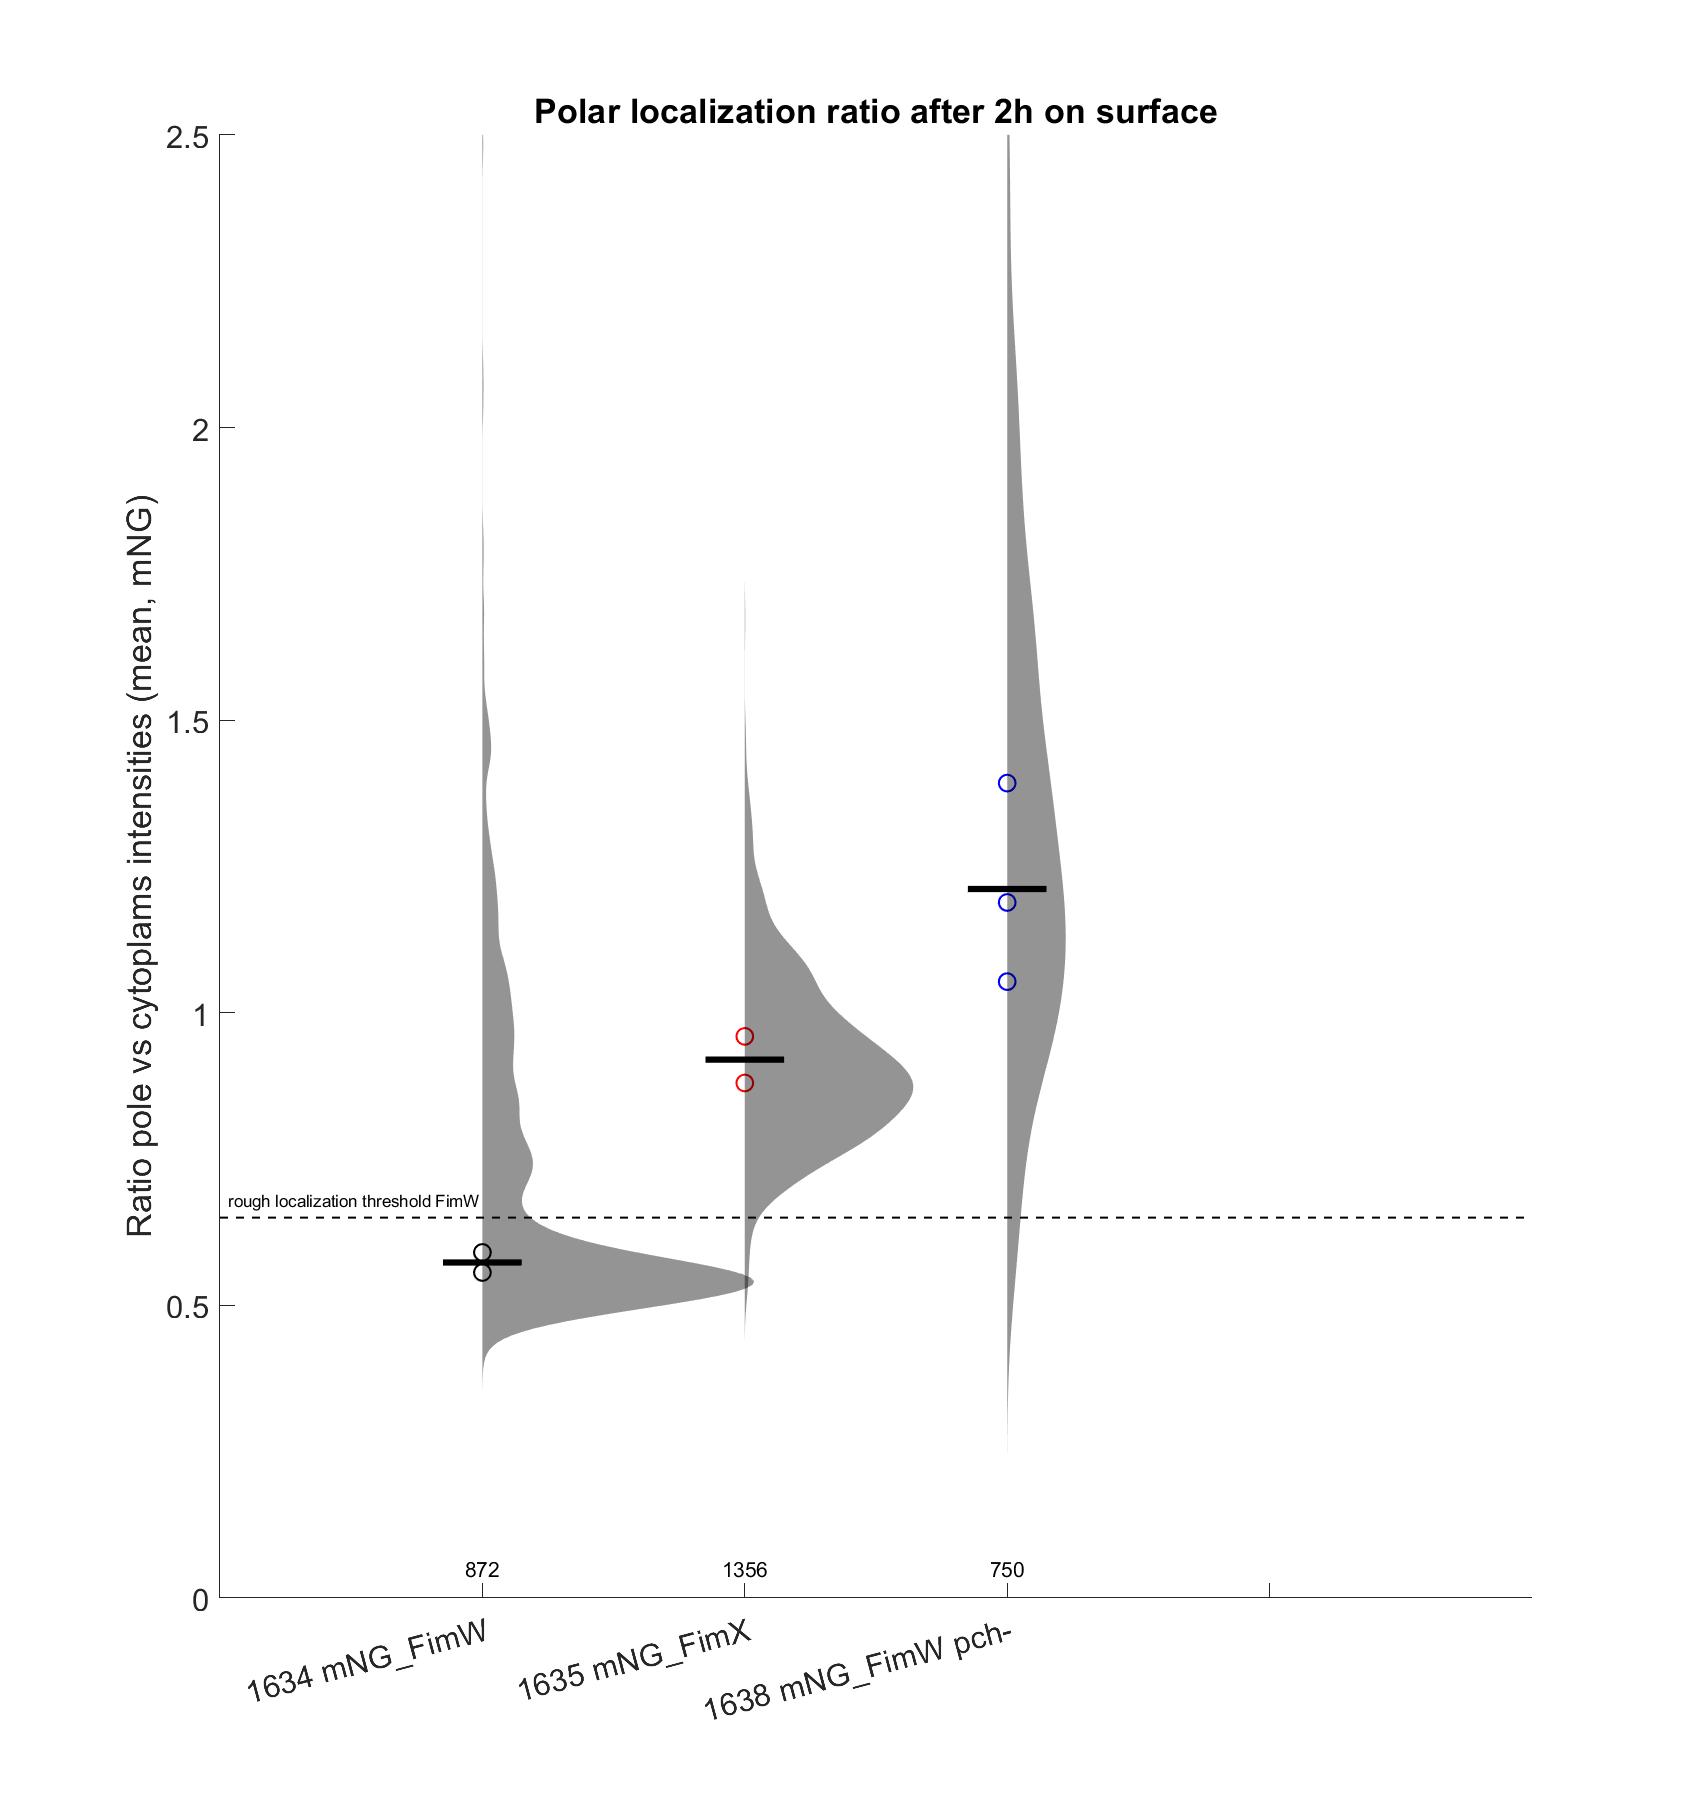 Polar localization ratio after 2h on surface
Ratio pole vs cytoplams intensities (mean, mNG)
2.5
2
1.5
1
0.5
0
rough localization threshold FimW
872
1356
750
1634 mNG_FimW
1635 mNG_FimX
1638 mNG_FimW pch-